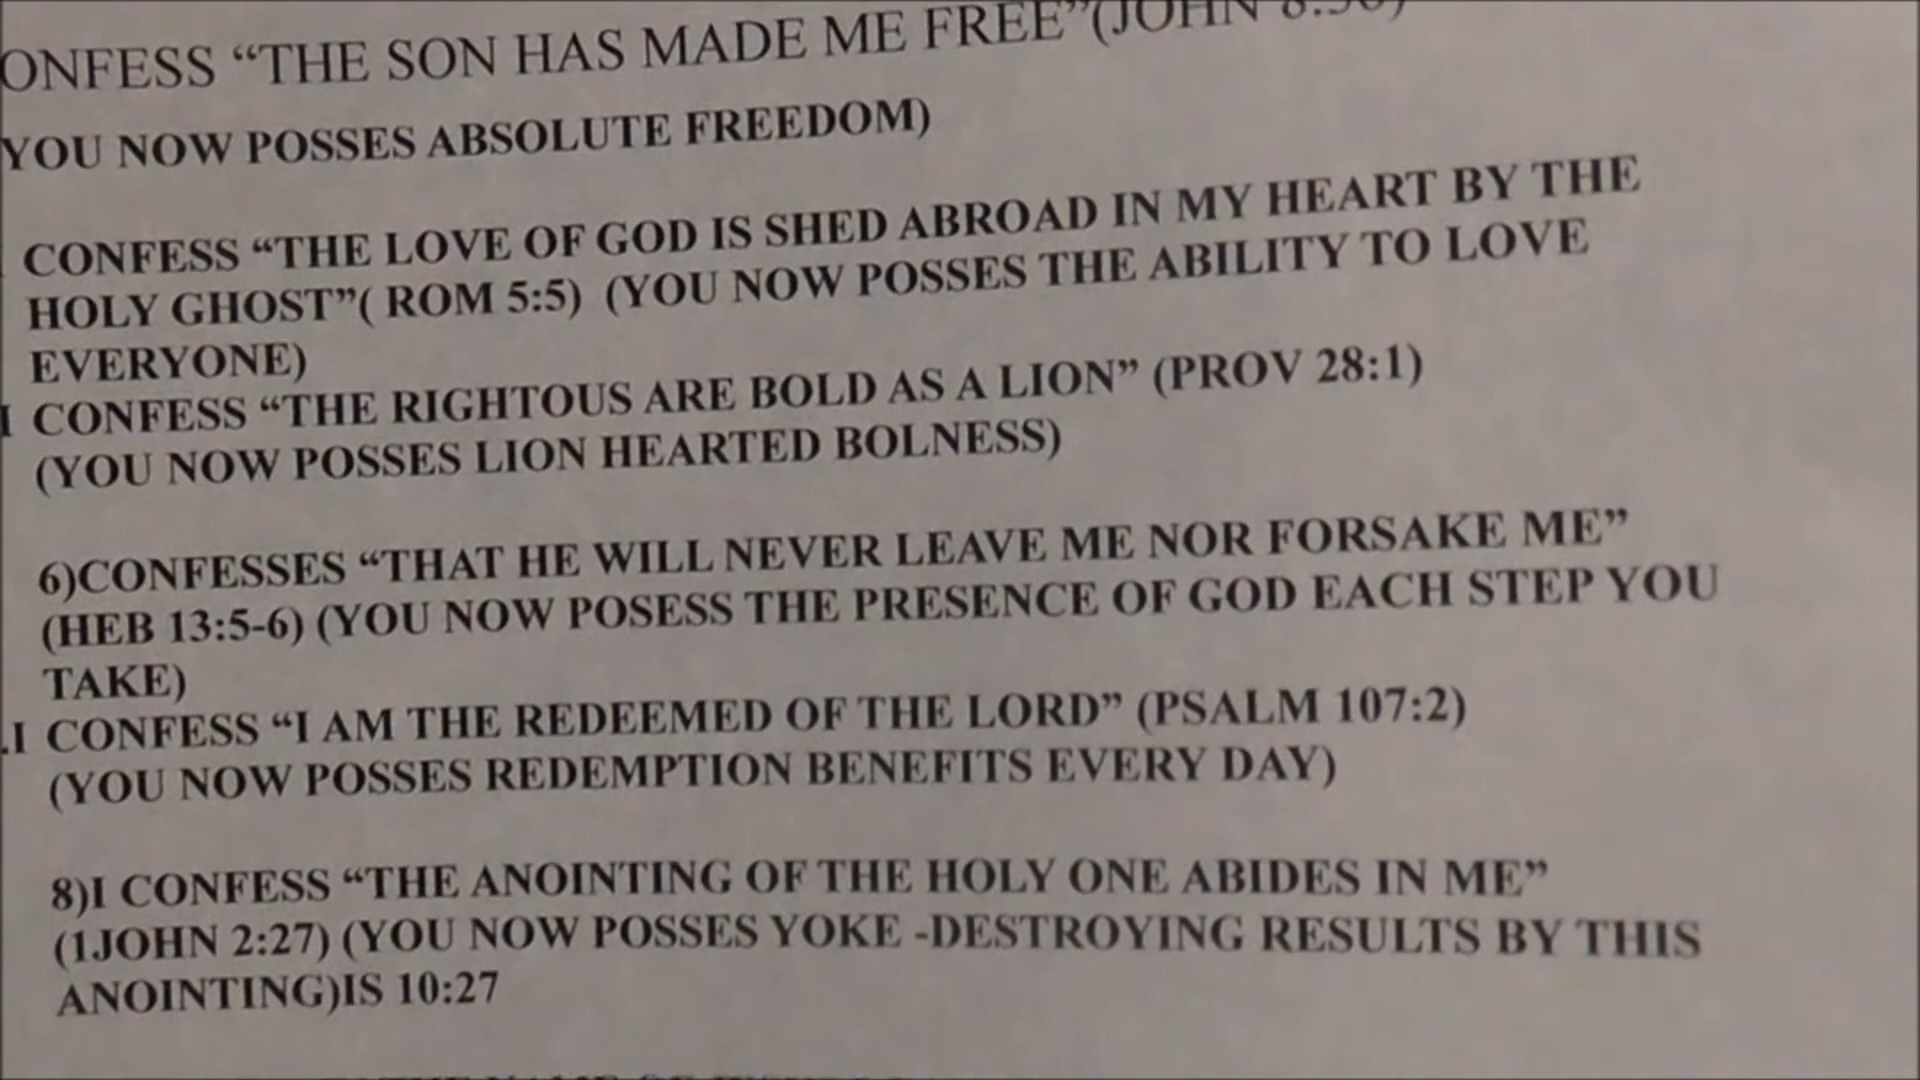 ONFESS “THE SON HAS MADE ME FREE”(JOHN 8:36)
YOU NOW POSSES ABSOLUTE FREEDOM)
CONFESS “THE LOVE OF GOD IS SHED ABROAD IN MY HEART BY THE
HOLY GHOST”( ROM 5:5) (YOU NOW POSSES THE ABILITY TO LOVE
EVERYONE)
I CONFESS “THE RIGHTOUS ARE BOLD AS A LION” (PROV 28:1)
(YOU NOW POSSES LION HEARTED BOLNESS)
6)CONFESSES “THAT HE WILL NEVER LEAVE ME NOR FORSAKE ME”
(HEB 13:5-6) (YOU NOW POSESS THE PRESENCE OF GOD EACH STEP YOU
TAKE)
.I CONFESS “I AM THE REDEEMED OF THE LORD” (PSALM 107:2)
(YOU NOW POSSES REDEMPTION BENEFITS EVERY DAY)
8)I CONFESS “THE ANOINTING OF THE HOLY ONE ABIDES IN ME”
(1JOHN 2:27) (YOU NOW POSSES YOKE -DESTROYING RESULTS BY THIS
ANOINTING)IS 10:27